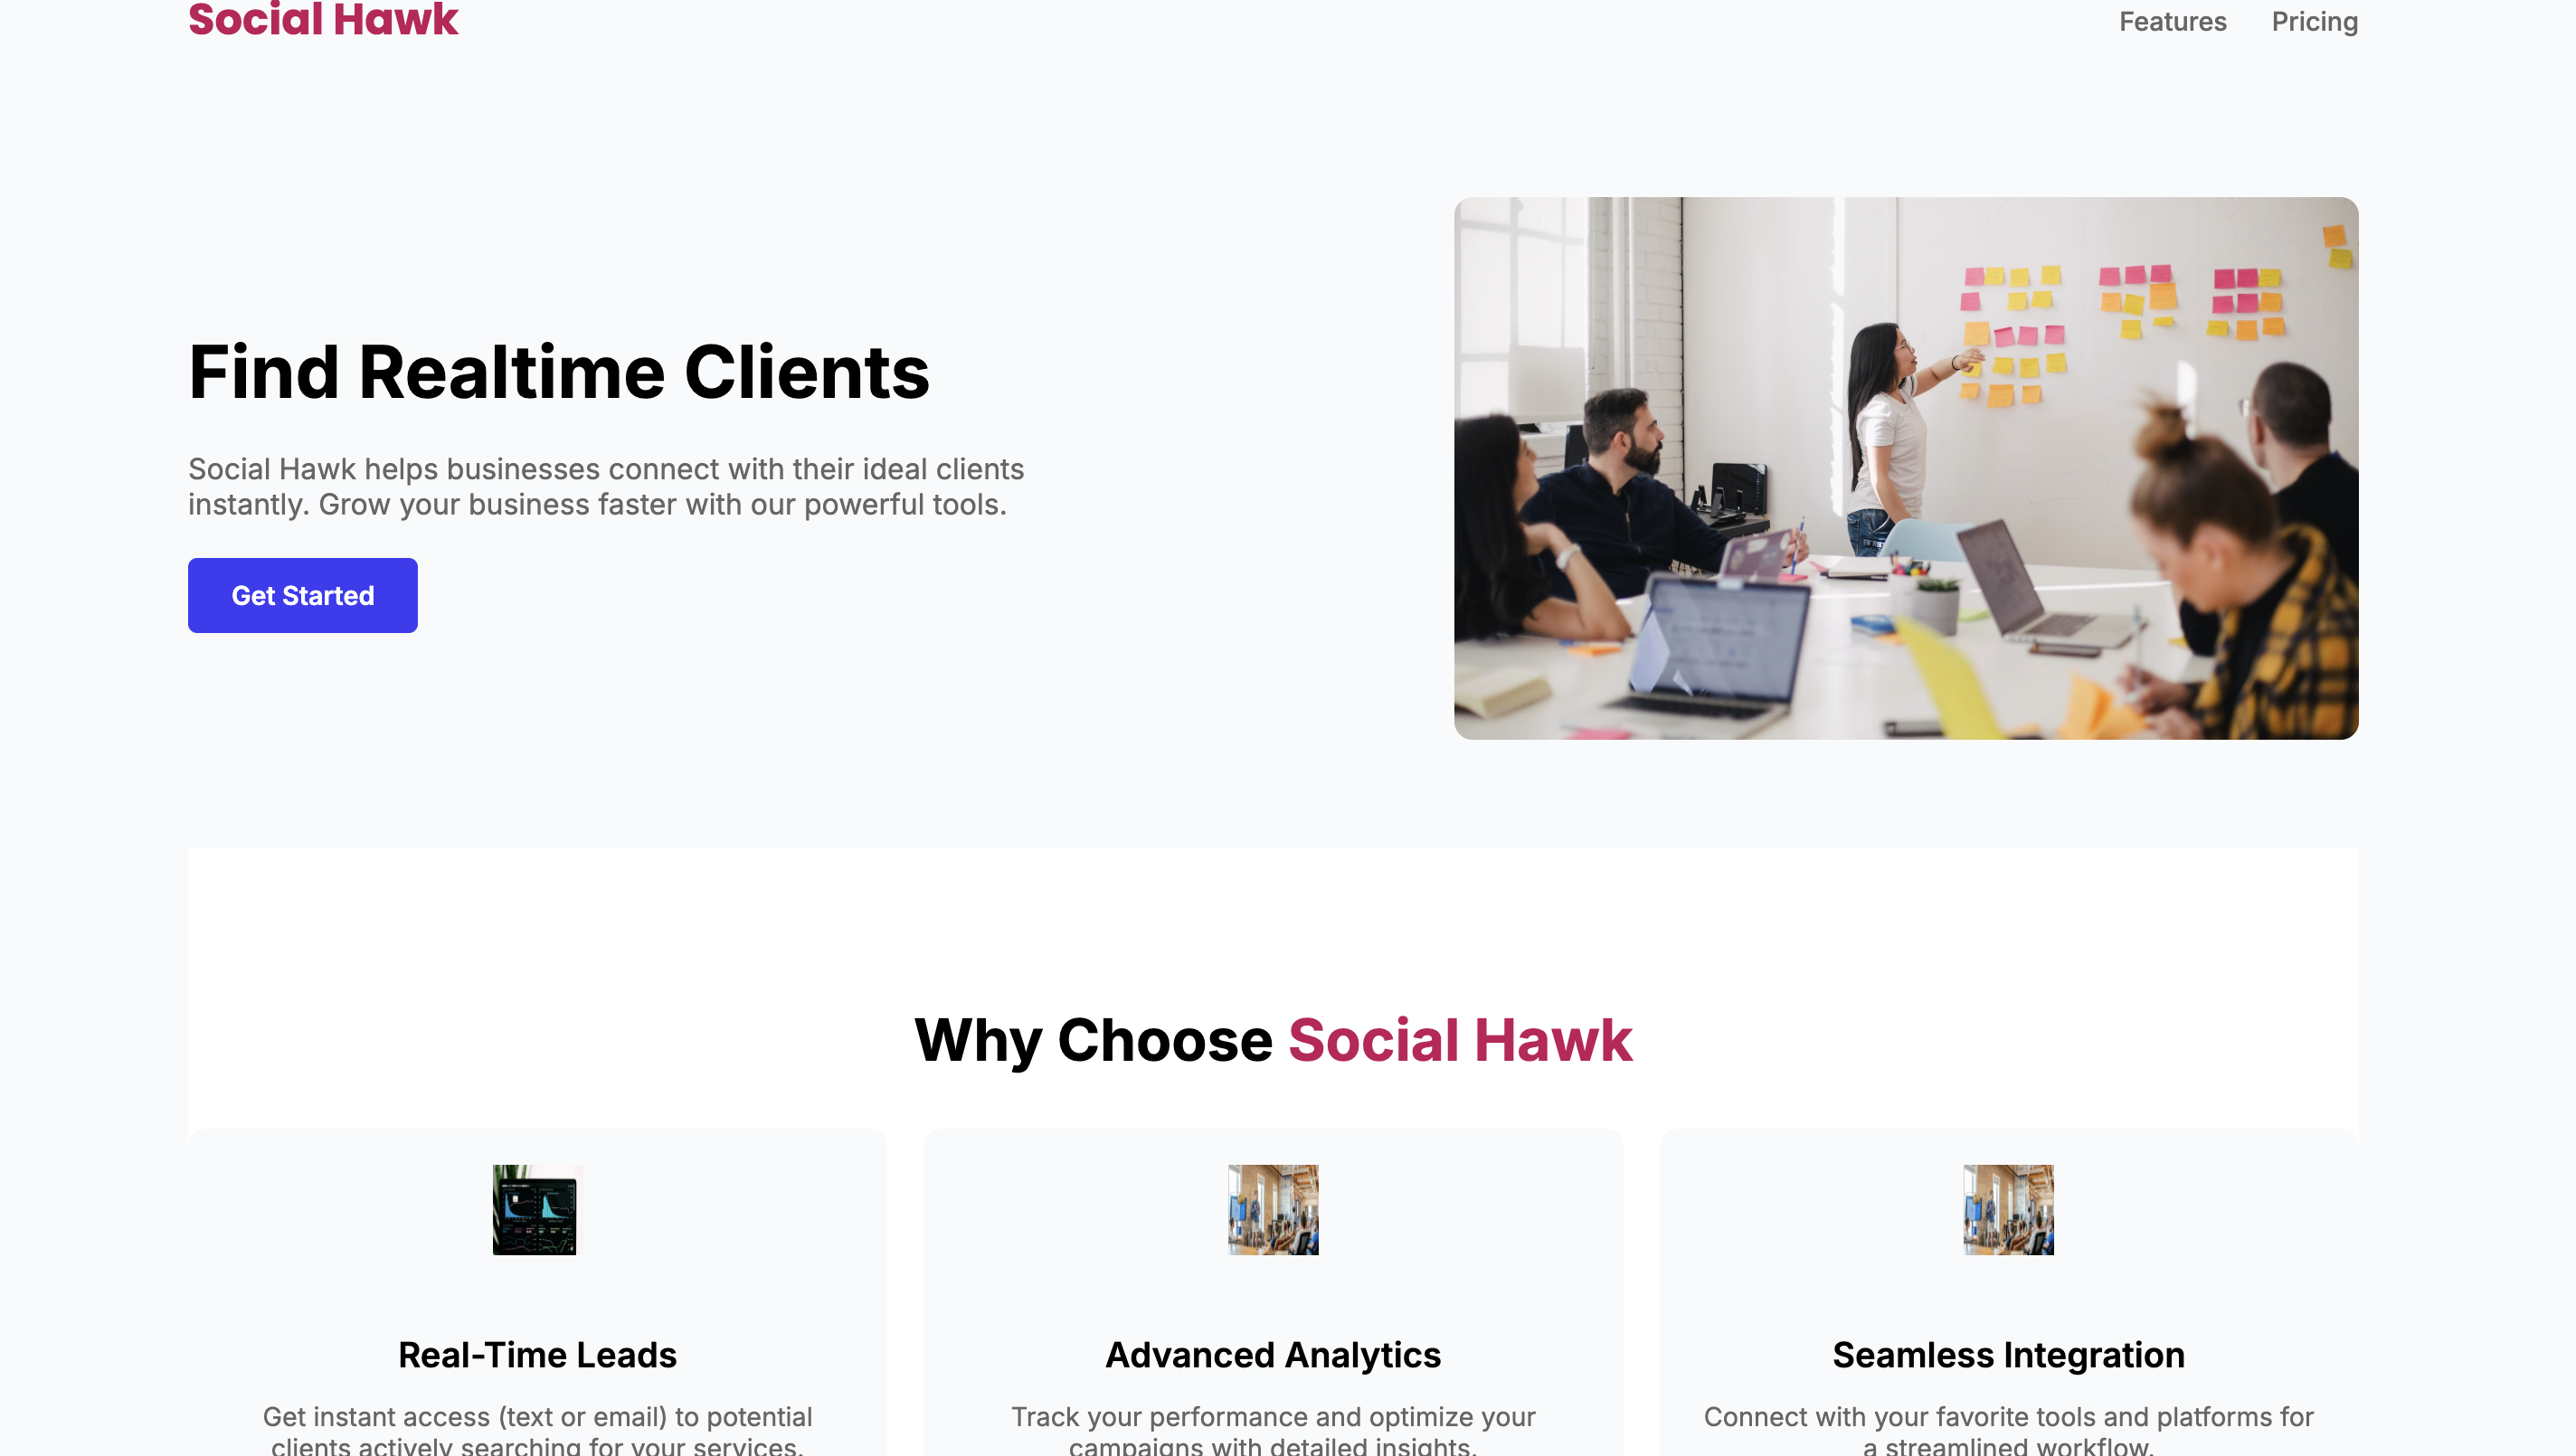 Social Hawk
Features
Pricing
Find Realtime Clients
Social Hawk helps businesses connect with their ideal clients
instantly. Grow your business faster with our powerful tools.
Get Started
Why Choose Social Hawk
Real-Time Leads
Get instant access (text or email) to potential
clients actively searching for your services.
Advanced Analytics
Track your performance and optimize your
campaigns with detailed insights.
Seamless Integration
Connect with your favorite tools and platforms for
a streamlined workflow.